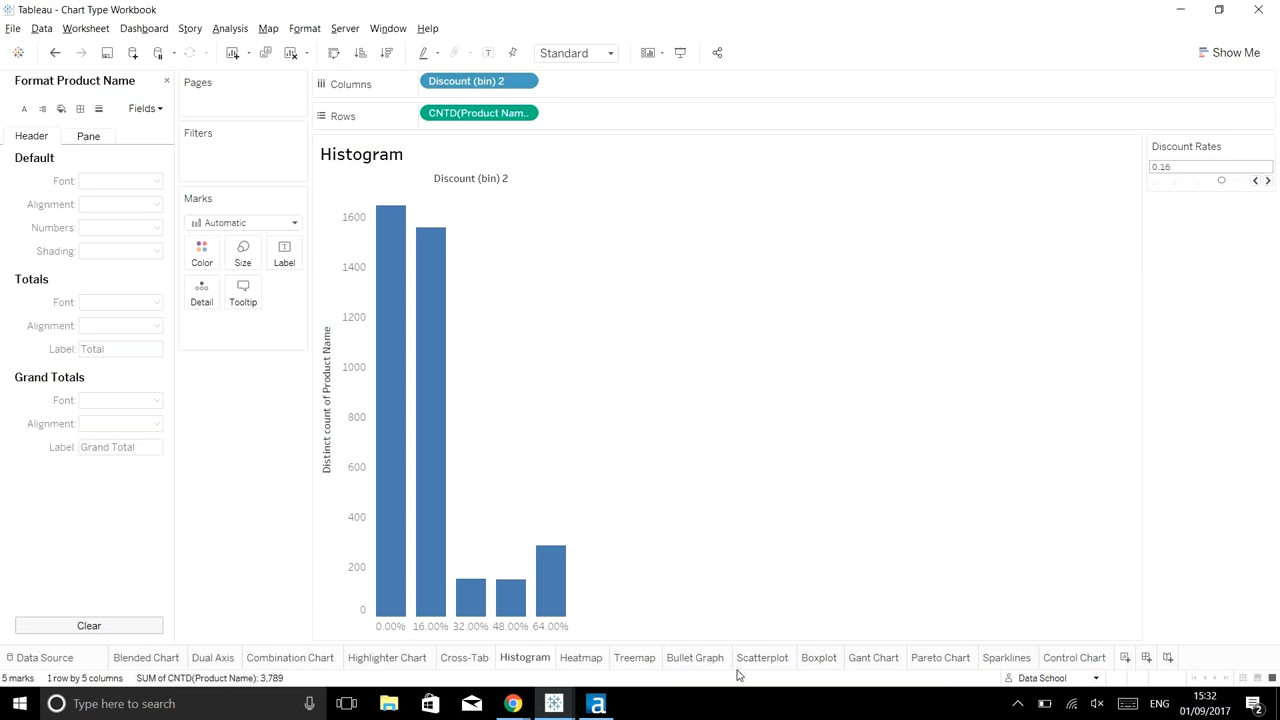 Tableau - Chart Type Workbook
File Data Worksheet Dashboard Story Analysis Map Format Server Window Help
Standard
Show Me
Format Product Name
Fields
Header Pane
Default
Font:
Alignment:
Numbers:
Shading:
Totals
Font:
Alignment:
Label: Total
Grand Totals
Font:
Alignment:
Label: Grand Total
Clear
Pages
Filters
Marks
Automatic
Color Size Label
Detail Tooltip
Columns Discount (bin) 2
Rows CNTD(Product Nam..
Histogram
Discount (bin) 2
Distinct count of Product Name
1600
1400
1200
1000
800
600
400
200
0
0.00% 16.00% 32.00% 48.00% 64.00%
Discount Rates
0.16
Data Source Blended Chart Dual Axis Combination Chart Highlighter Chart Cross-Tab Histogram Heatmap Treemap Bullet Graph Scatterplot Boxplot Gant Chart Pareto Chart Sparklines Control Chart
5 marks 1 row by 5 columns SUM of CNTD(Product Name): 3,789 Data School
Type here to search
ENG
15:32
01/09/2017
2